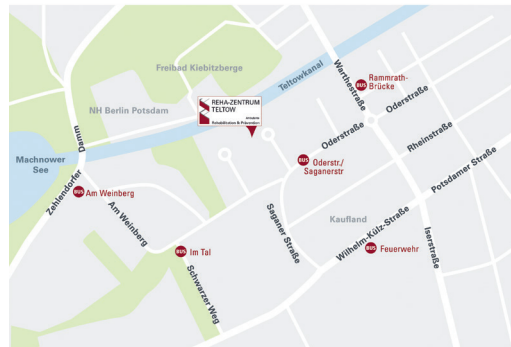 Freibad Kiebitzberge
Teltowkanal
Warthestraße
BUS
Rammrath-
Brücke
Oderstraße
NH Berlin Potsdam
REHA-ZENTRUM
TELTOW
Rehabilitation & Prävention
Oderstraße
Rheinstraße
Potsdamer Straße
Machnower
See
Zehlendorfer
Damm
BUS
Am Weinberg
Am Weinberg
BUS
Oderstr./
Saganerstr
Saganer Straße
Kaufland
Wilhelm-Külz-Straße
BUS
Im Tal
BUS
Feuerwehr
Iserstraße
Schwarzer Weg